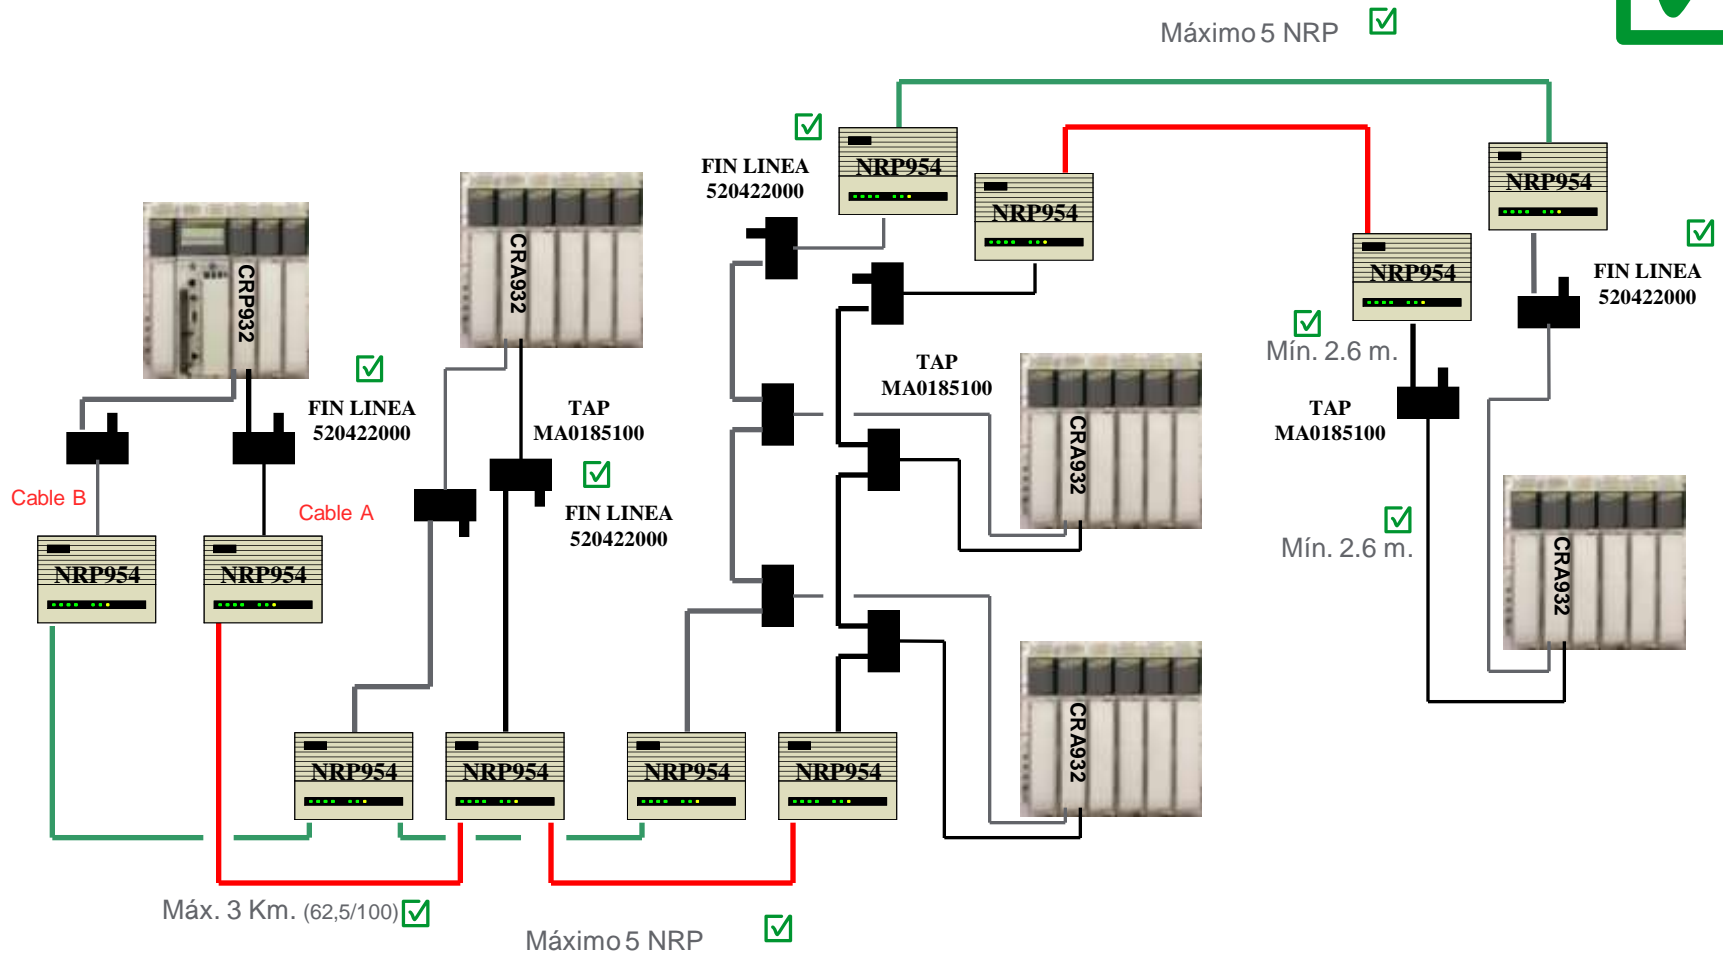 Máximo 5 NRP
FIN LINEA
520422000
NRP954
NRP954
NRP954
NRP954
FIN LINEA
520422000
CRP932
CRA932
Mín. 2.6 m.
TAP
MA0185100
TAP
MA0185100
FIN LINEA
520422000
TAP
MA0185100
CRA932
Cable B
Cable A
FIN LINEA
520422000
Mín. 2.6 m.
CRA932
NRP954
NRP954
CRA932
NRP954
NRP954
NRP954
NRP954
Máx. 3 Km. (62,5/100)
Máximo 5 NRP